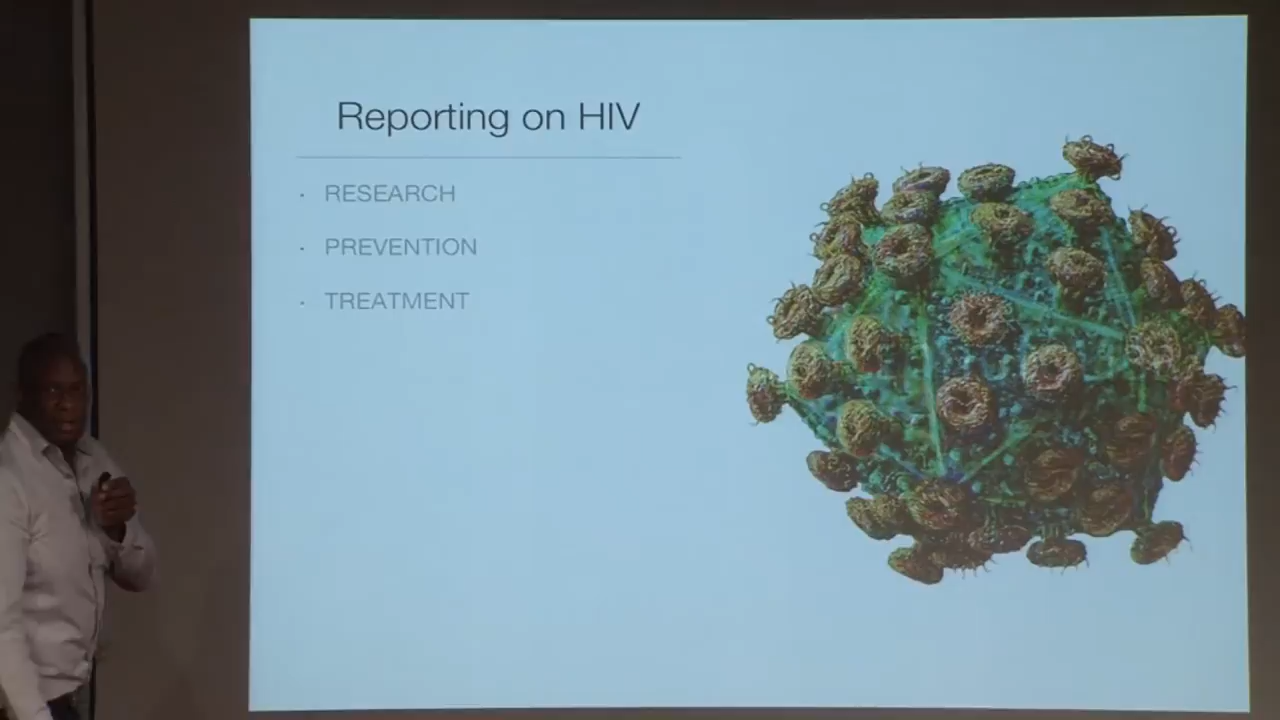 Reporting on HIV
· RESEARCH
· PREVENTION
· TREATMENT